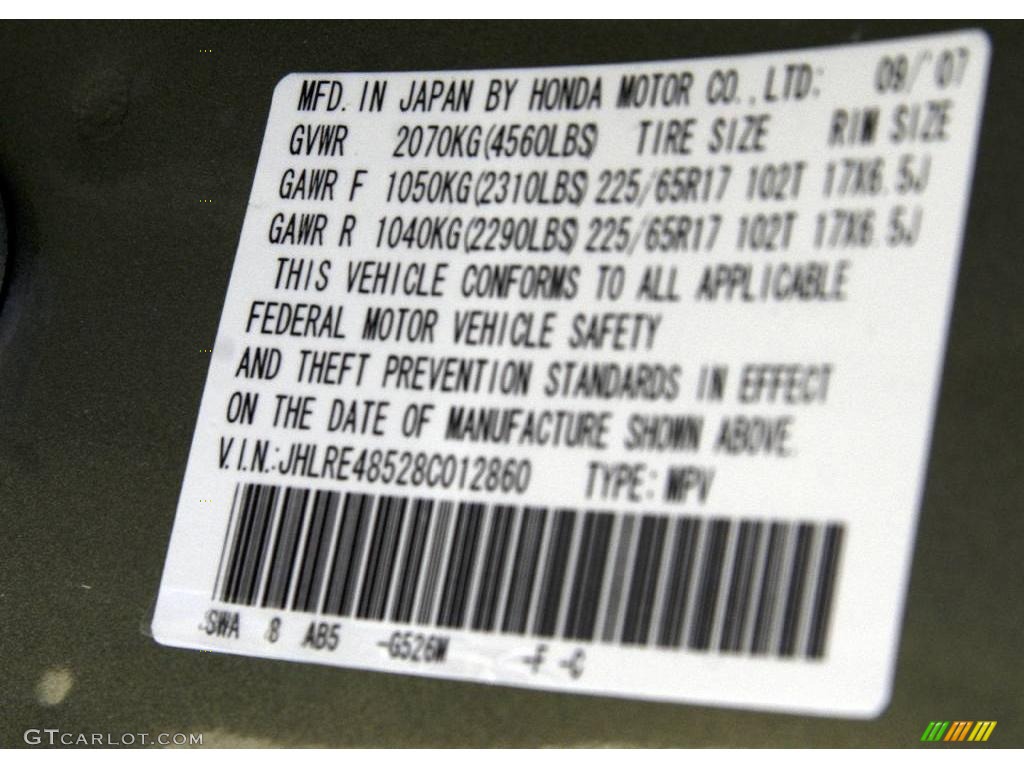 MFD. IN JAPAN BY HONDA MOTOR CO., LTD: 09/'07
GVWR 2070KG(4560LBS) TIRE SIZE RIM SIZE
GAWR F 1050KG(2310LBS) 225/65R17 102T 17X6.5J
GAWR R 1040KG(2290LBS) 225/65R17 102T 17X6.5J
THIS VEHICLE CONFORMS TO ALL APPLICABLE
FEDERAL MOTOR VEHICLE SAFETY
AND THEFT PREVENTION STANDARDS IN EFFECT
ON THE DATE OF MANUFACTURE SHOWN ABOVE.
V.I.N.:JHLRE48528C012860 TYPE: MPV
SWA 8 AB5 -G526M -F -C
GTCARLOT.COM